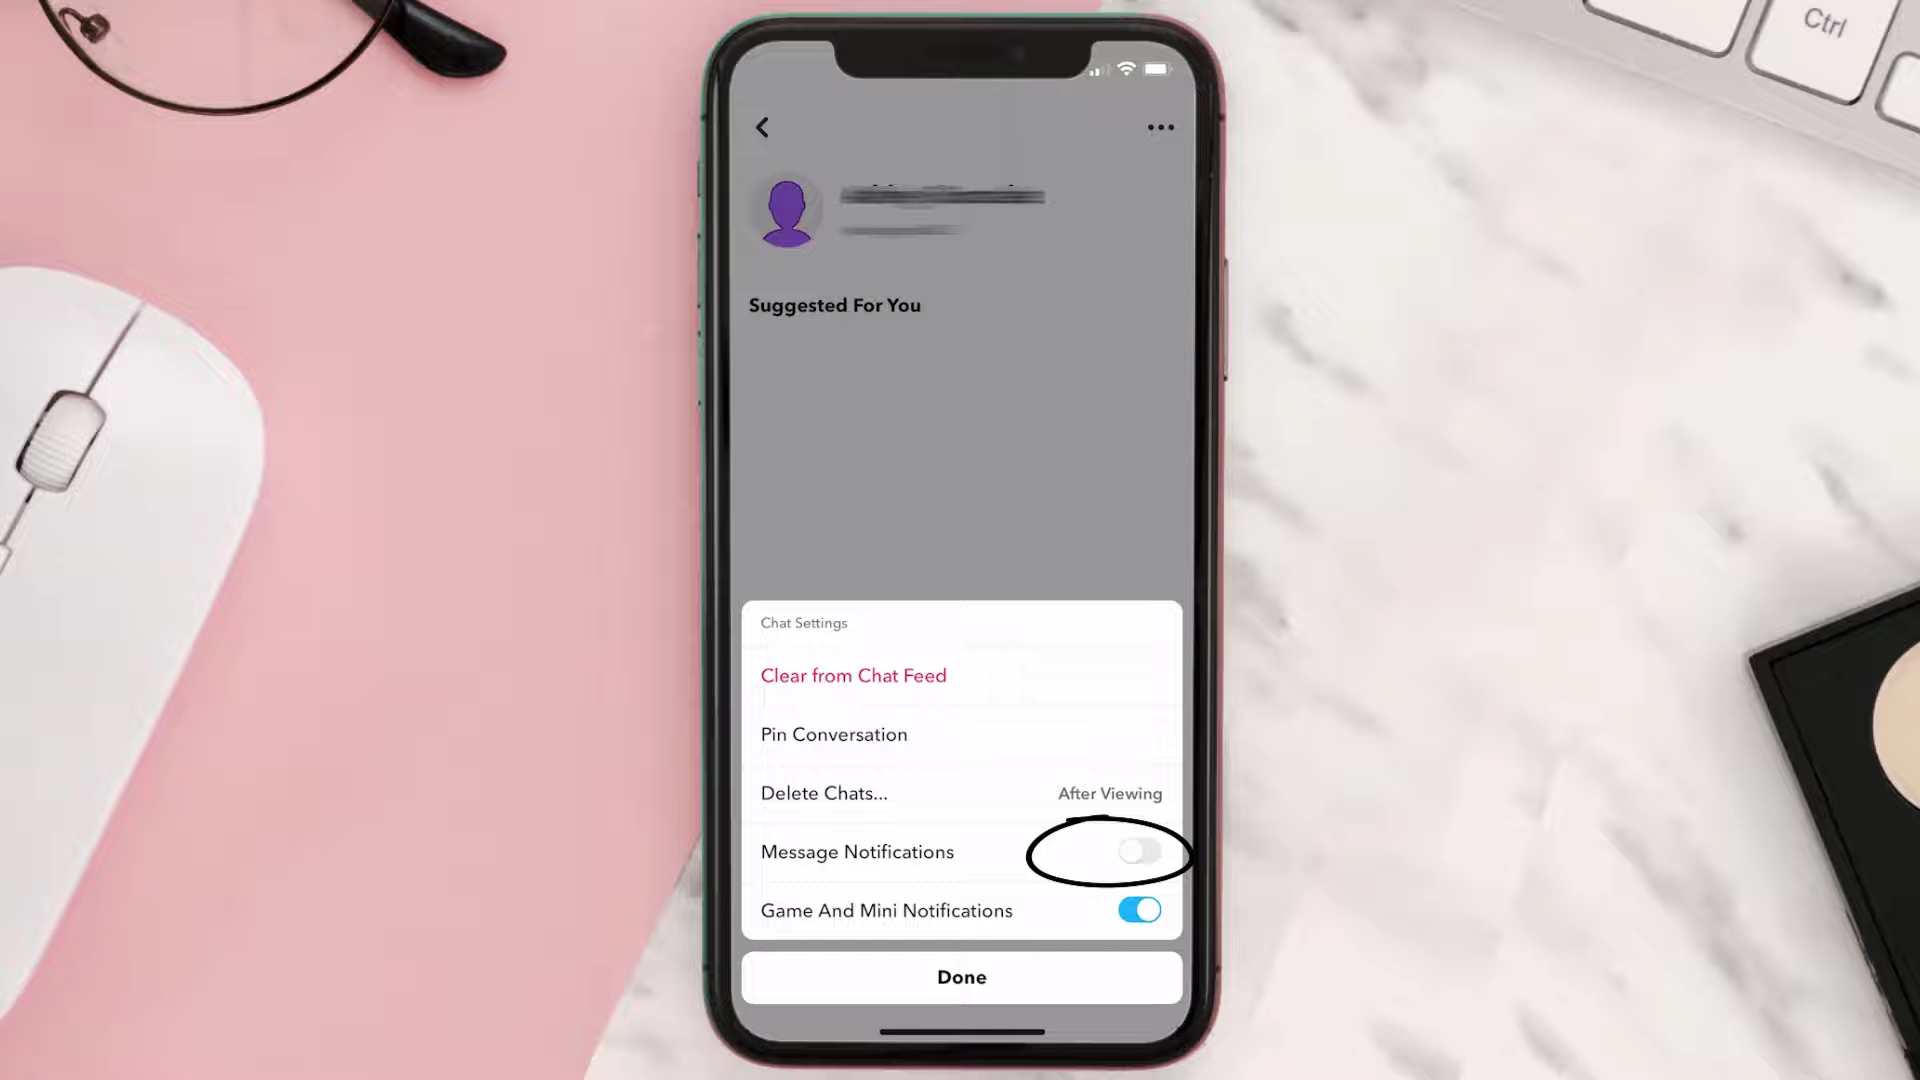 Ctrl
Suggested For You
Chat Settings
Clear from Chat Feed
Pin Conversation
Delete Chats... After Viewing
Message Notifications
Game And Mini Notifications
Done